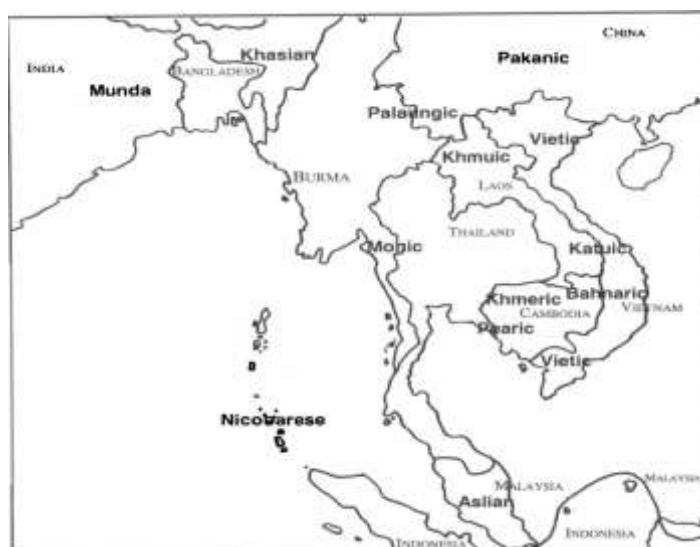 CHINA
Khasian
Pakanic
INDIA
BANGLADESH
Munda
Palaungic
Vietic
Khmuic
BURMA
LAOS
THAILAND
Monic
Katuic
Khmeric
Bahnaric
CAMBODIA
VIETNAM
Pearic
Vietic
Nicobarese
MALAYSIA
MALAYSIA
Aslian
INDONESIA
INDONESIA